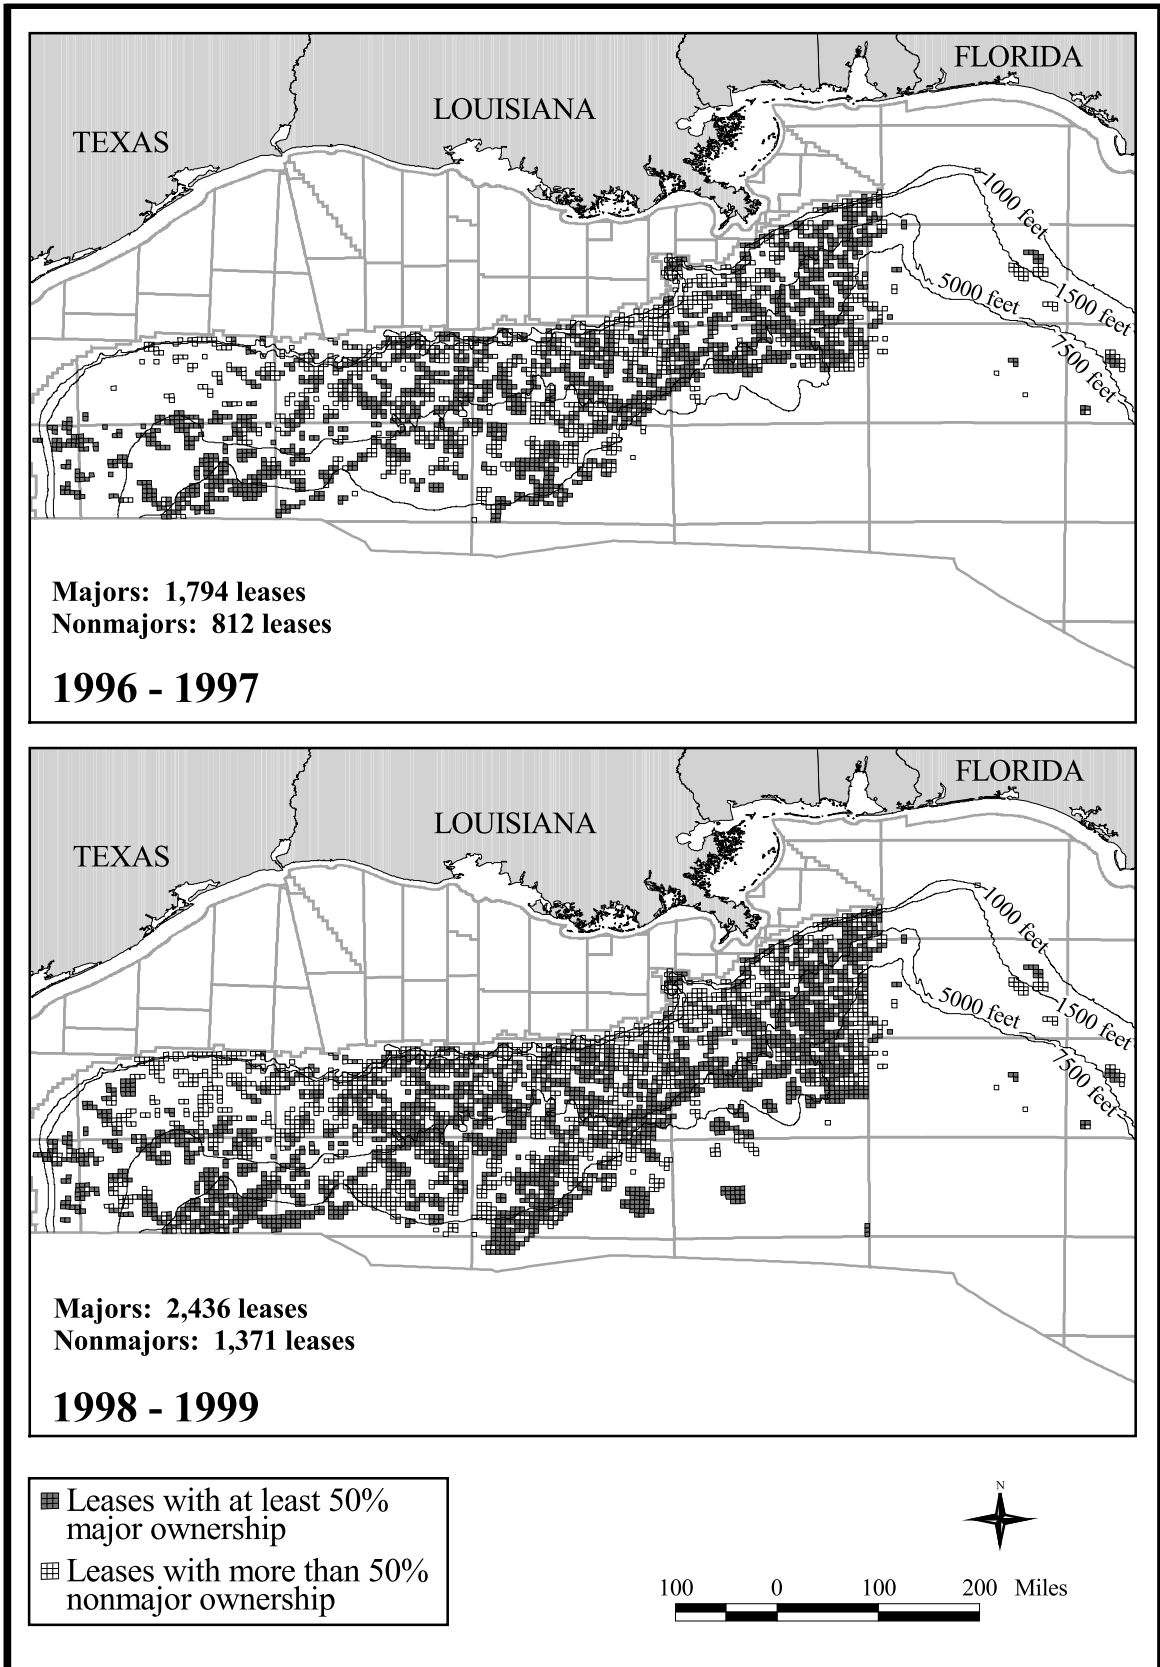 FLORIDA
LOUISIANA
TEXAS
1000 feet
5000 feet
1500 feet
7500 feet
Majors: 1,794 leases
Nonmajors: 812 leases
1996 - 1997
FLORIDA
LOUISIANA
TEXAS
1000 feet
5000 feet
1500 feet
7500 feet
Majors: 2,436 leases
Nonmajors: 1,371 leases
1998 - 1999
Leases with at least 50%
major ownership
Leases with more than 50%
nonmajor ownership
N
100 0 100 200 Miles